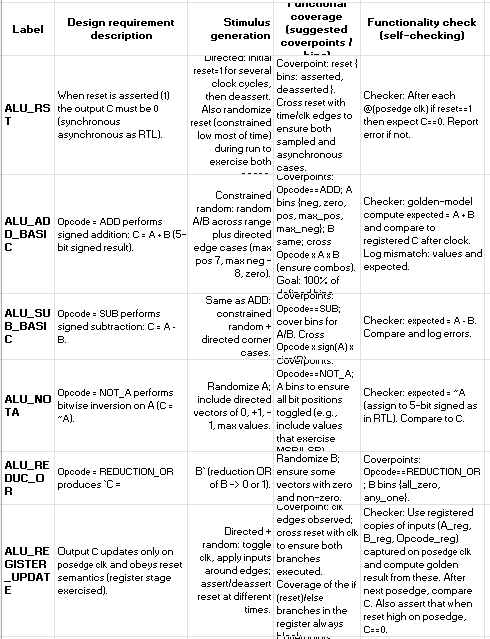 Label
Design requirement
description
Stimulus
generation
Functional
coverage
(suggested
coverpoints /
bins)
Functionality check
(self-checking)
ALU_RS
T
When reset is asserted (1)
the output C must be 0
(synchronous
asynchronous as RTL).
Directed: initial
reset=1 for several
clock cycles,
then deassert.
Also randomize
reset (constrained
low most of time)
during run to
exercise both
Coverpoint: reset {
bins: asserted,
deasserted }.
Cross reset with
time/clk edges to
ensure both
sampled and
asynchronous
cases.
Checker: After each
@(posedge clk) if reset==1
then expect C==0. Report
error if not.
ALU_AD
D_BASI
C
Opcode = ADD performs
signed addition: C = A + B (5-
bit signed result).
Constrained
random: random
A/B across range
plus directed
edge cases (max
pos 7, max neg -
8, zero).
Coverpoints:
Opcode==ADD; A
bins {neg, zero,
pos, max_pos,
max_neg}; B
same; cross
Opcode x A x B
(ensure combos).
Goal: 100% of
defined bins
Checker: golden-model
compute expected = A + B
and compare to
registered C after clock.
Log mismatch: values and
expected.
ALU_SU
B_BASI
C
Opcode = SUB performs
signed subtraction: C = A -
B.
Same as ADD:
constrained
random +
directed corner
cases.
Coverpoints:
Opcode==SUB;
cover bins for
A/B. Cross
Opcode x sign(A) x
Checker: expected = A - B.
Compare and log errors.
ALU_NO
TA
Opcode = NOT_A performs
bitwise inversion on A (C =
~A).
Randomize A;
include directed
vectors of 0, +1, -
1, max values.
Coverpoints:
Opcode==NOT_A;
A bins to ensure
all bit positions
toggled (e.g.,
include values
that exercise
MSB/LSB)
Checker: expected = ~A
(assign to 5-bit signed as
in RTL). Compare to C.
ALU_RE
DUC_O
R
Opcode = REDUCTION_OR
produces `C =
B` (reduction OR
of B -> 0 or 1).
Randomize B;
ensure some
vectors with zero
and non-zero.
Coverpoints:
Opcode==REDUCTION_OR
; B bins {all_zero,
any_one}.
ALU_RE
GISTER
_UPDAT
E
Output C updates only on
posedge clk and obeys reset
semantics (register stage
exercised).
Directed +
random: toggle
clk, apply inputs
around edges;
assert/deassert
reset at different
times.
Coverpoint: clk
edges observed;
cross reset with clk
to ensure both
branches
executed.
Coverage of the if
(reset)/else
branches in the
register always
Checker: Use registered
copies of inputs (A_reg,
B_reg, Opcode_reg)
captured on posedge clk
and compute golden
result from these. After
next posedge, compare
C. Also assert that when
reset high on posedge,
C==0.